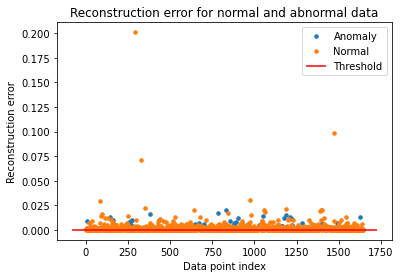 Reconstruction error for normal and abnormal data
Reconstruction error
0.200
0.175
0.150
0.125
0.100
0.075
0.050
0.025
0.000
Anomaly
Normal
Threshold
0 250 500 750 1000 1250 1500 1750
Data point index